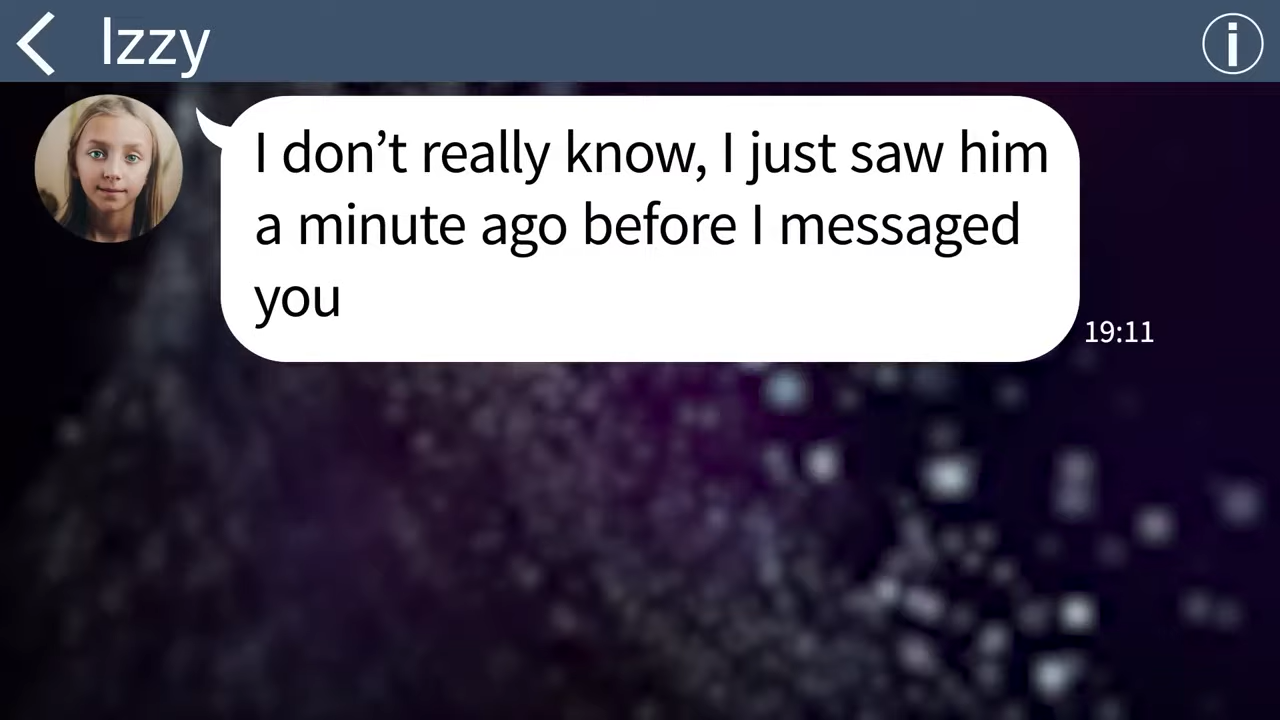 Izzy
I don’t really know, I just saw him
a minute ago before I messaged
you
19:11